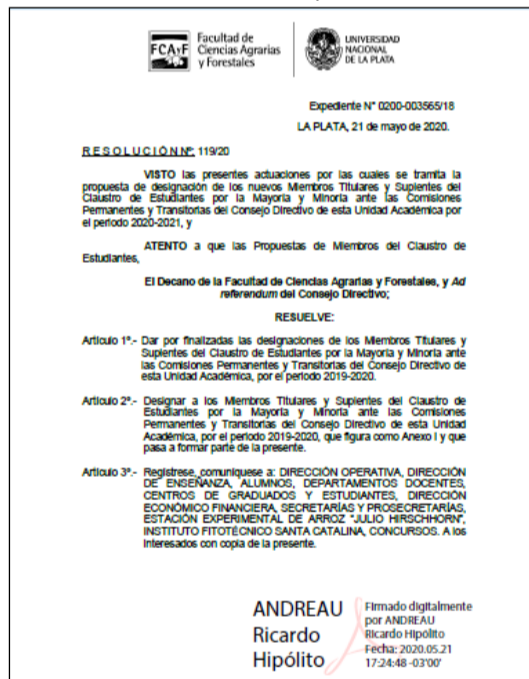 FCAyF
Facultad de
Ciencias Agrarias
y Forestales
UNIVERSIDAD
NACIONAL
DE LA PLATA
Expediente N° 0200-003565/18
LA PLATA, 21 de mayo de 2020.
RESOLUCIÓN Nº: 119/20
VISTO las presentes actuaciones por las cuales se tramita la
propuesta de designación de los nuevos Miembros Titulares y Suplentes del
Claustro de Estudiantes por la Mayoría y Minoría ante las Comisiones
Permanentes y Transitorias del Consejo Directivo de esta Unidad Académica por
el período 2020-2021, y
ATENTO a que las Propuestas de Miembros del Claustro de
Estudiantes,
El Decano de la Facultad de Ciencias Agrarias y Forestales, y Ad
referendum del Consejo Directivo;
RESUELVE:
Artículo 1º.- Dar por finalizadas las designaciones de los Miembros Titulares y
Suplentes del Claustro de Estudiantes por la Mayoría y Minoría ante
las Comisiones Permanentes y Transitorias del Consejo Directivo de
esta Unidad Académica, por el período 2019-2020.
Artículo 2º.- Designar a los Miembros Titulares y Suplentes del Claustro de
Estudiantes por la Mayoría y Minoría ante las Comisiones
Permanentes y Transitorias del Consejo Directivo de esta Unidad
Académica, por el período 2019-2020, que figura como Anexo I y que
pasa a formar parte de la presente.
Artículo 3º.- Regístrese, comuníquese a: DIRECCIÓN OPERATIVA, DIRECCIÓN
DE ENSEÑANZA, ALUMNOS, DEPARTAMENTOS DOCENTES,
CENTROS DE GRADUADOS Y ESTUDIANTES, DIRECCIÓN
ECONÓMICO FINANCIERA, SECRETARÍAS Y PROSECRETARÍAS,
ESTACIÓN EXPERIMENTAL DE ARROZ "JULIO HIRSCHHORN",
INSTITUTO FITOTÉCNICO SANTA CATALINA, CONCURSOS. A los
interesados con copia de la presente.
ANDREAU
Ricardo
Hipólito
Firmado digitalmente
por ANDREAU
Ricardo Hipólito
Fecha: 2020.05.21
17:24:48 -03'00'